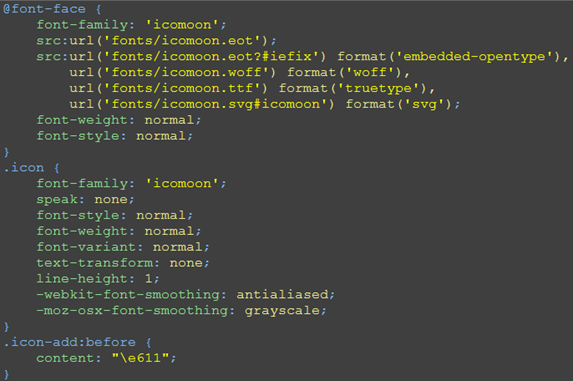 @font-face {
    font-family: 'icomoon';
    src:url('fonts/icomoon.eot');
    src:url('fonts/icomoon.eot?#iefix') format('embedded-opentype'),
        url('fonts/icomoon.woff') format('woff'),
        url('fonts/icomoon.ttf') format('truetype'),
        url('fonts/icomoon.svg#icomoon') format('svg');
    font-weight: normal;
    font-style: normal;
}
.icon {
    font-family: 'icomoon';
    speak: none;
    font-style: normal;
    font-weight: normal;
    font-variant: normal;
    text-transform: none;
    line-height: 1;
    -webkit-font-smoothing: antialiased;
    -moz-osx-font-smoothing: grayscale;
}
.icon-add:before {
    content: "\e611";
}